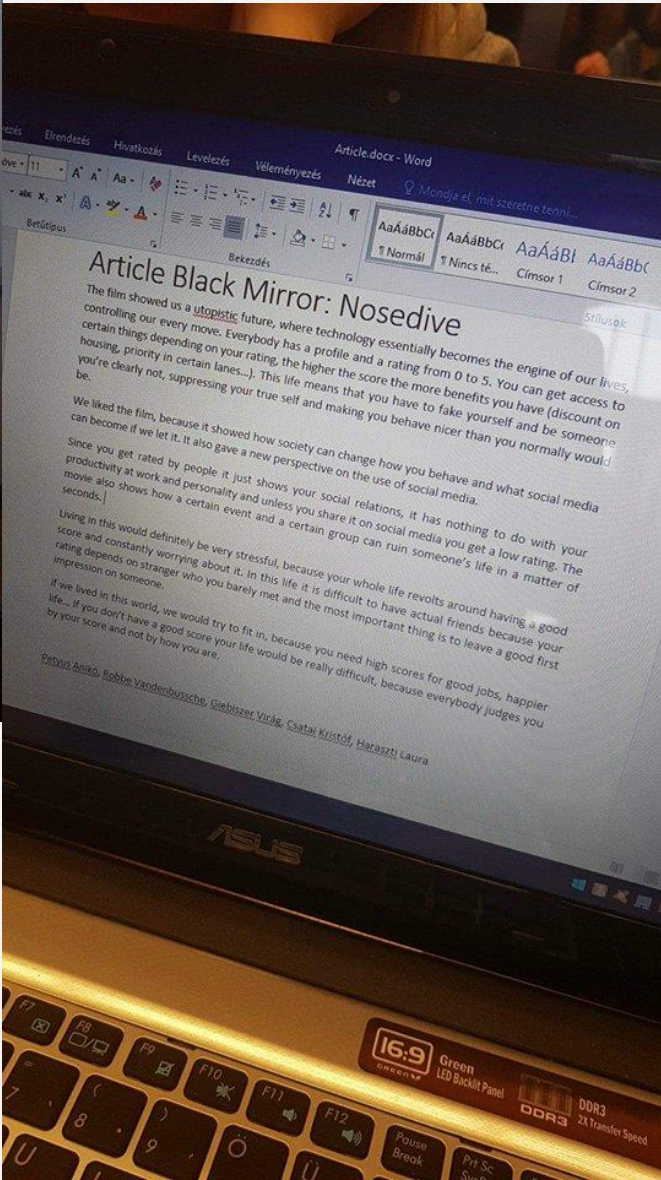 Article.docx - Word
Elrendezés Hivatkozás Levelezés Véleményezés Nézet Mondja el, mit szeretne tenni...
11 A A Aa
abc X₂ X² A ab A
Betűtípus
Bekezdés
AaÁáBbCc AaÁáBbCc AaÁáBl AaÁáBbC
¶ Normál ¶ Nincs té... Címsor 1 Címsor 2
Stílusok
Article Black Mirror: Nosedive
The film showed us a utopistic future, where technology essentially becomes the engine of our lives,
controlling our every move. Everybody has a profile and a rating from 0 to 5. You can get access to
certain things depending on your rating, the higher the score the more benefits you have (discount on
housing, priority in certain lanes...). This life means that you have to fake yourself and be someone
you're clearly not, suppressing your true self and making you behave nicer than you normally would
be.
We liked the film, because it showed how society can change how you behave and what social media
can become if we let it. It also gave a new perspective on the use of social media.
Since you get rated by people it just shows your social relations, it has nothing to do with your
productivity at work and personality and unless you share it on social media you get a low rating. The
movie also shows how a certain event and a certain group can ruin someone's life in a matter of
seconds.
Living in this would definitely be very stressful, because your whole life revolts around having a good
score and constantly worrying about it. In this life it is difficult to have actual friends because your
rating depends on stranger who you barely met and the most important thing is to leave a good first
impression on someone.
if we lived in this world, we would try to fit in, because you need high scores for good jobs, happier
life... If you don't have a good score your life would be really difficult, because everybody judges you
by your score and not by how you are.
Petyus Anikó, Robbe Vandenbussche, Giebiszer Virág, Csatai Kristóf, Haraszti Laura
ASUS
16:9
GREEN
Green
LED Backlit Panel
DDR3
DDR3
2X Transfer Speed
F7 F8 F9 F10 F11 F12 Pause Break Prt Sc
7 = 8 ( 9 ) Ö Ü
U